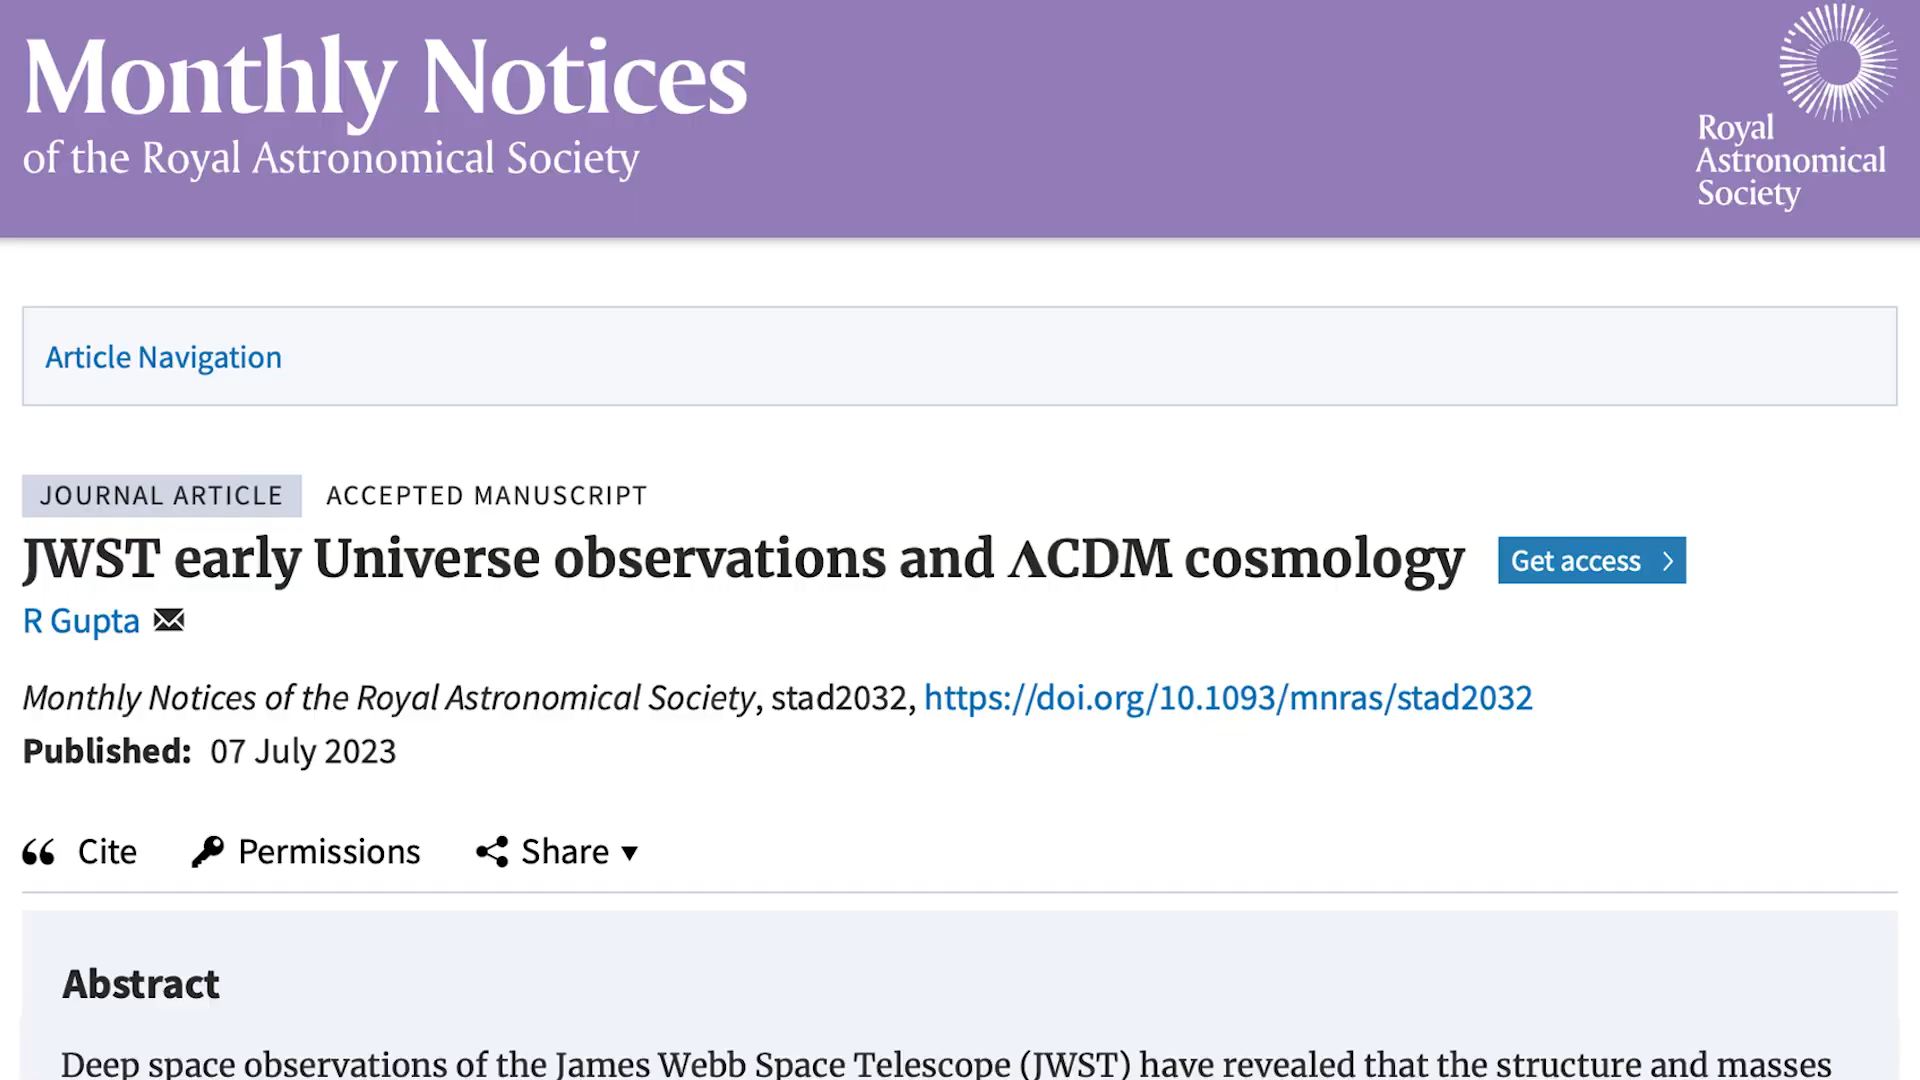 Monthly Notices
of the Royal Astronomical Society
Royal
Astronomical
Society
Article Navigation
JOURNAL ARTICLE ACCEPTED MANUSCRIPT
JWST early Universe observations and ΛCDM cosmology Get access
R Gupta
Monthly Notices of the Royal Astronomical Society, stad2032, https://doi.org/10.1093/mnras/stad2032
Published: 07 July 2023
Cite Permissions Share
Abstract
Deep space observations of the James Webb Space Telescope (JWST) have revealed that the structure and masses